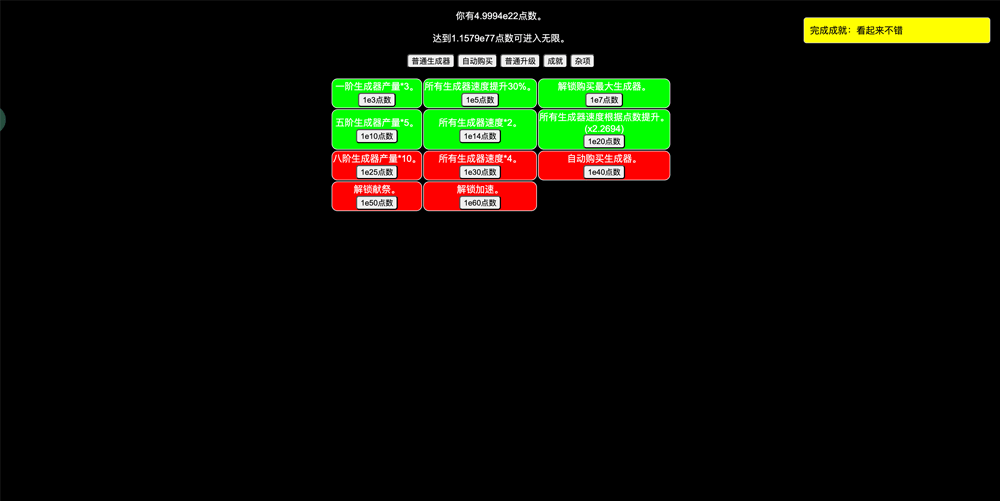 你有4.9994e22点数。
达到1.1579e77点数可进入无限。
完成成就：看起来不错
普通生成器 自动购买 普通升级 成就 杂项
一阶生成器产量*3。
1e3点数
所有生成器速度提升30%。
1e5点数
解锁购买最大生成器。
1e7点数
五阶生成器产量*5。
1e10点数
所有生成器速度*2。
1e14点数
所有生成器速度根据点数提升。
(x2.2694)
1e20点数
八阶生成器产量*10。
1e25点数
所有生成器速度*4。
1e30点数
自动购买生成器。
1e40点数
解锁献祭。
1e50点数
解锁加速。
1e60点数